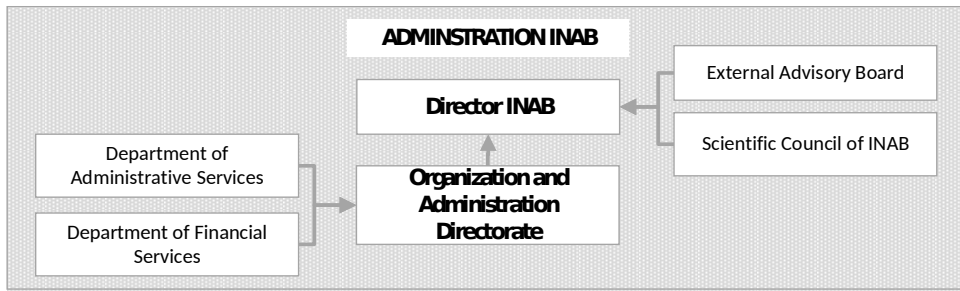 ADMINSTRATION INAB
External Advisory Board
Director INAB
Scientific Council of INAB
Department of
Administrative Services
Organization and
Administration
Directorate
Department of Financial
Services